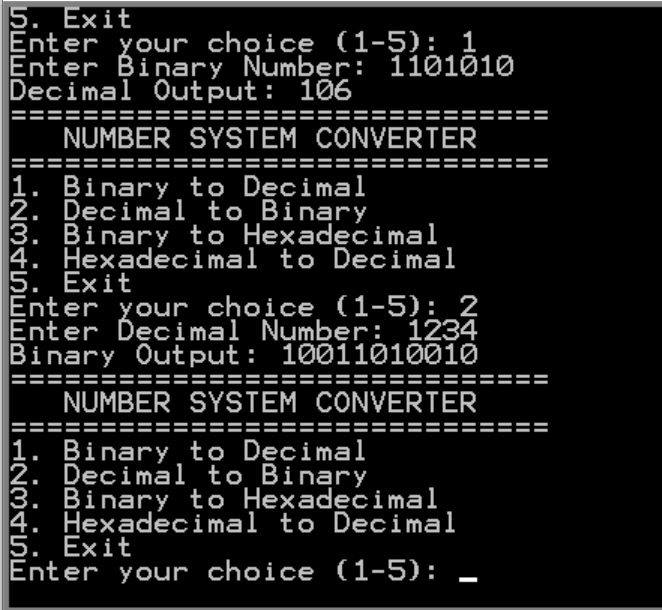 5. Exit
Enter your choice (1-5): 1
Enter Binary Number: 1101010
Decimal Output: 106
==============================
   NUMBER SYSTEM CONVERTER
==============================
1. Binary to Decimal
2. Decimal to Binary
3. Binary to Hexadecimal
4. Hexadecimal to Decimal
5. Exit
Enter your choice (1-5): 2
Enter Decimal Number: 1234
Binary Output: 10011010010
==============================
   NUMBER SYSTEM CONVERTER
==============================
1. Binary to Decimal
2. Decimal to Binary
3. Binary to Hexadecimal
4. Hexadecimal to Decimal
5. Exit
Enter your choice (1-5): _